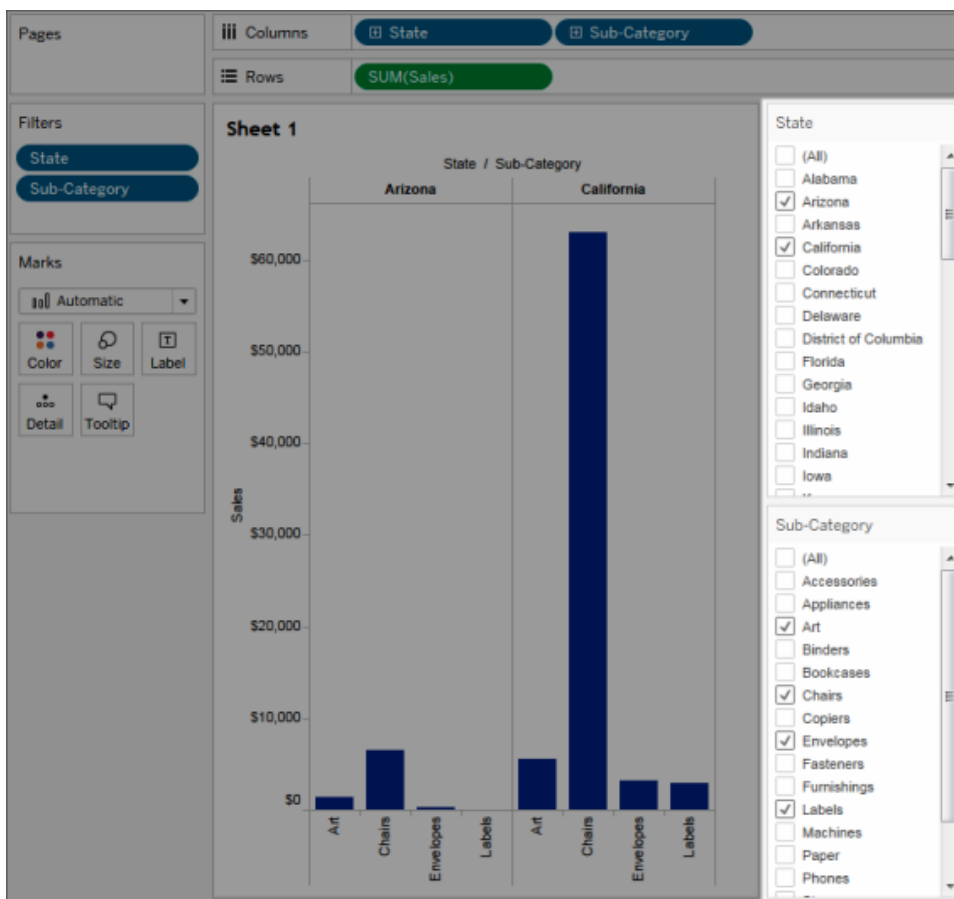 Pages
Columns
State
Sub-Category
Rows
SUM(Sales)
Filters
State
Sub-Category
Marks
Automatic
Color
Size
Label
Detail
Tooltip
Sheet 1
State / Sub-Category
Arizona
California
Sales
$60,000
$50,000
$40,000
$30,000
$20,000
$10,000
$0
Art
Chairs
Envelopes
Labels
Art
Chairs
Envelopes
Labels
State
(All)
Alabama
Arizona
Arkansas
California
Colorado
Connecticut
Delaware
District of Columbia
Florida
Georgia
Idaho
Illinois
Indiana
Iowa
Sub-Category
(All)
Accessories
Appliances
Art
Binders
Bookcases
Chairs
Copiers
Envelopes
Fasteners
Furnishings
Labels
Machines
Paper
Phones